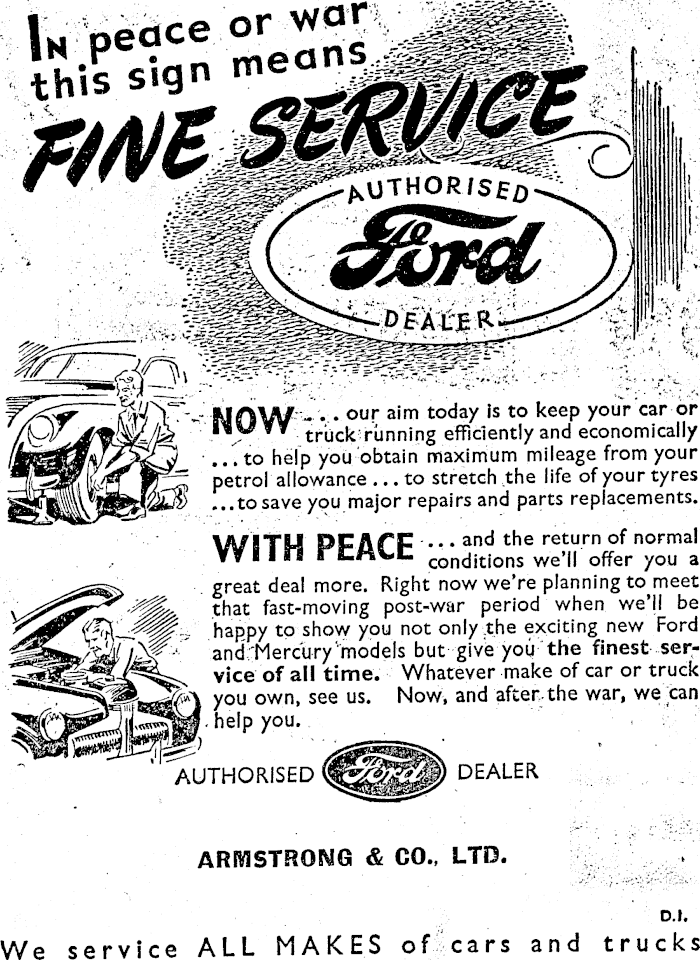 IN peace or war
this sign means
FINE SERVICE
AUTHORISED
Ford
DEALER
NOW ... our aim today is to keep your car or
truck running efficiently and economically
... to help you obtain maximum mileage from your
petrol allowance ... to stretch the life of your tyres
...to save you major repairs and parts replacements.
WITH PEACE ... and the return of normal
conditions we'll offer you a
great deal more. Right now we're planning to meet
that fast-moving post-war period when we'll be
happy to show you not only the exciting new Ford
and Mercury models but give you the finest ser-
vice of all time. Whatever make of car or truck
you own, see us. Now, and after the war, we can
help you.
AUTHORISED Ford DEALER
ARMSTRONG & CO., LTD.
D.I.
We service ALL MAKES of cars and trucks